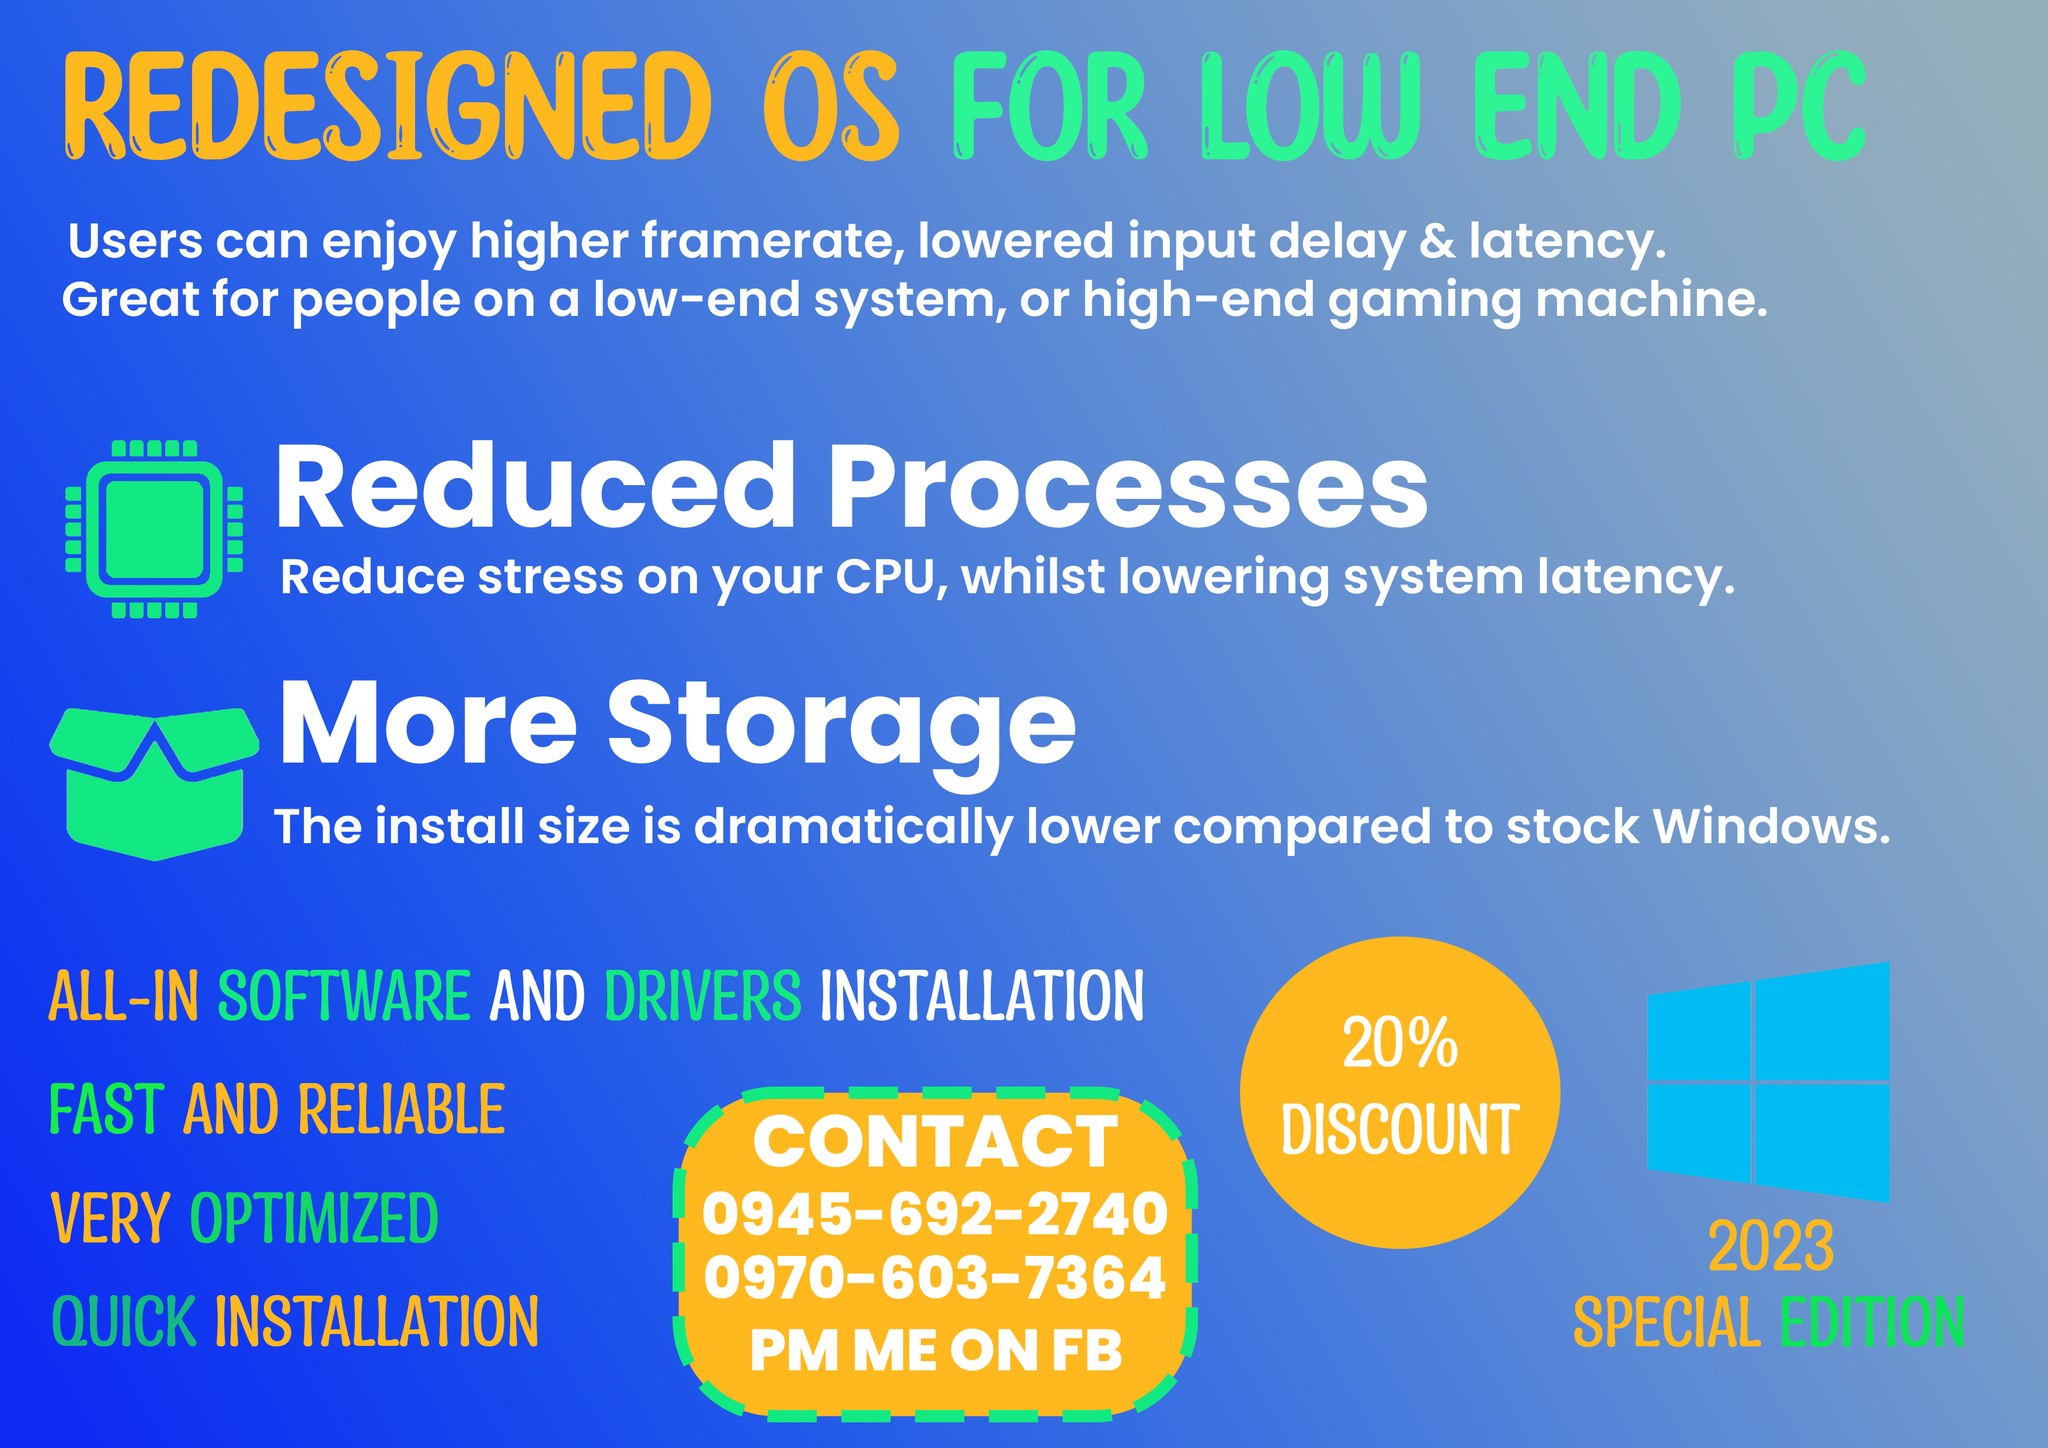 REDESIGNED OS FOR LOW END PC
Users can enjoy higher framerate, lowered input delay & latency.
Great for people on a low-end system, or high-end gaming machine.
Reduced Processes
Reduce stress on your CPU, whilst lowering system latency.
More Storage
The install size is dramatically lower compared to stock Windows.
ALL-IN SOFTWARE AND DRIVERS INSTALLATION
FAST AND RELIABLE
VERY OPTIMIZED
QUICK INSTALLATION
CONTACT
0945-692-2740
0970-603-7364
PM ME ON FB
20%
DISCOUNT
2023
SPECIAL EDITION